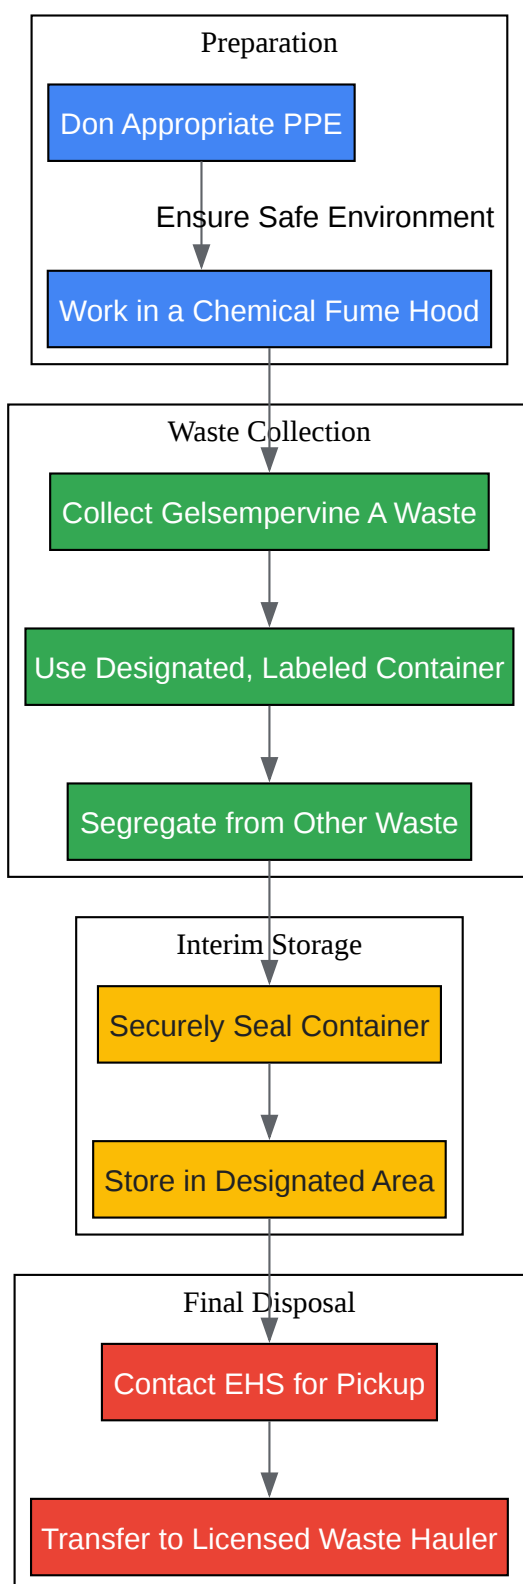 Preparation
Don Appropriate PPE
Ensure Safe Environment
Work in a Chemical Fume Hood
Waste Collection
Collect Gelsempervine A Waste
Use Designated, Labeled Container
Segregate from Other Waste
Interim Storage
Securely Seal Container
Store in Designated Area
Final Disposal
Contact EHS for Pickup
Transfer to Licensed Waste Hauler